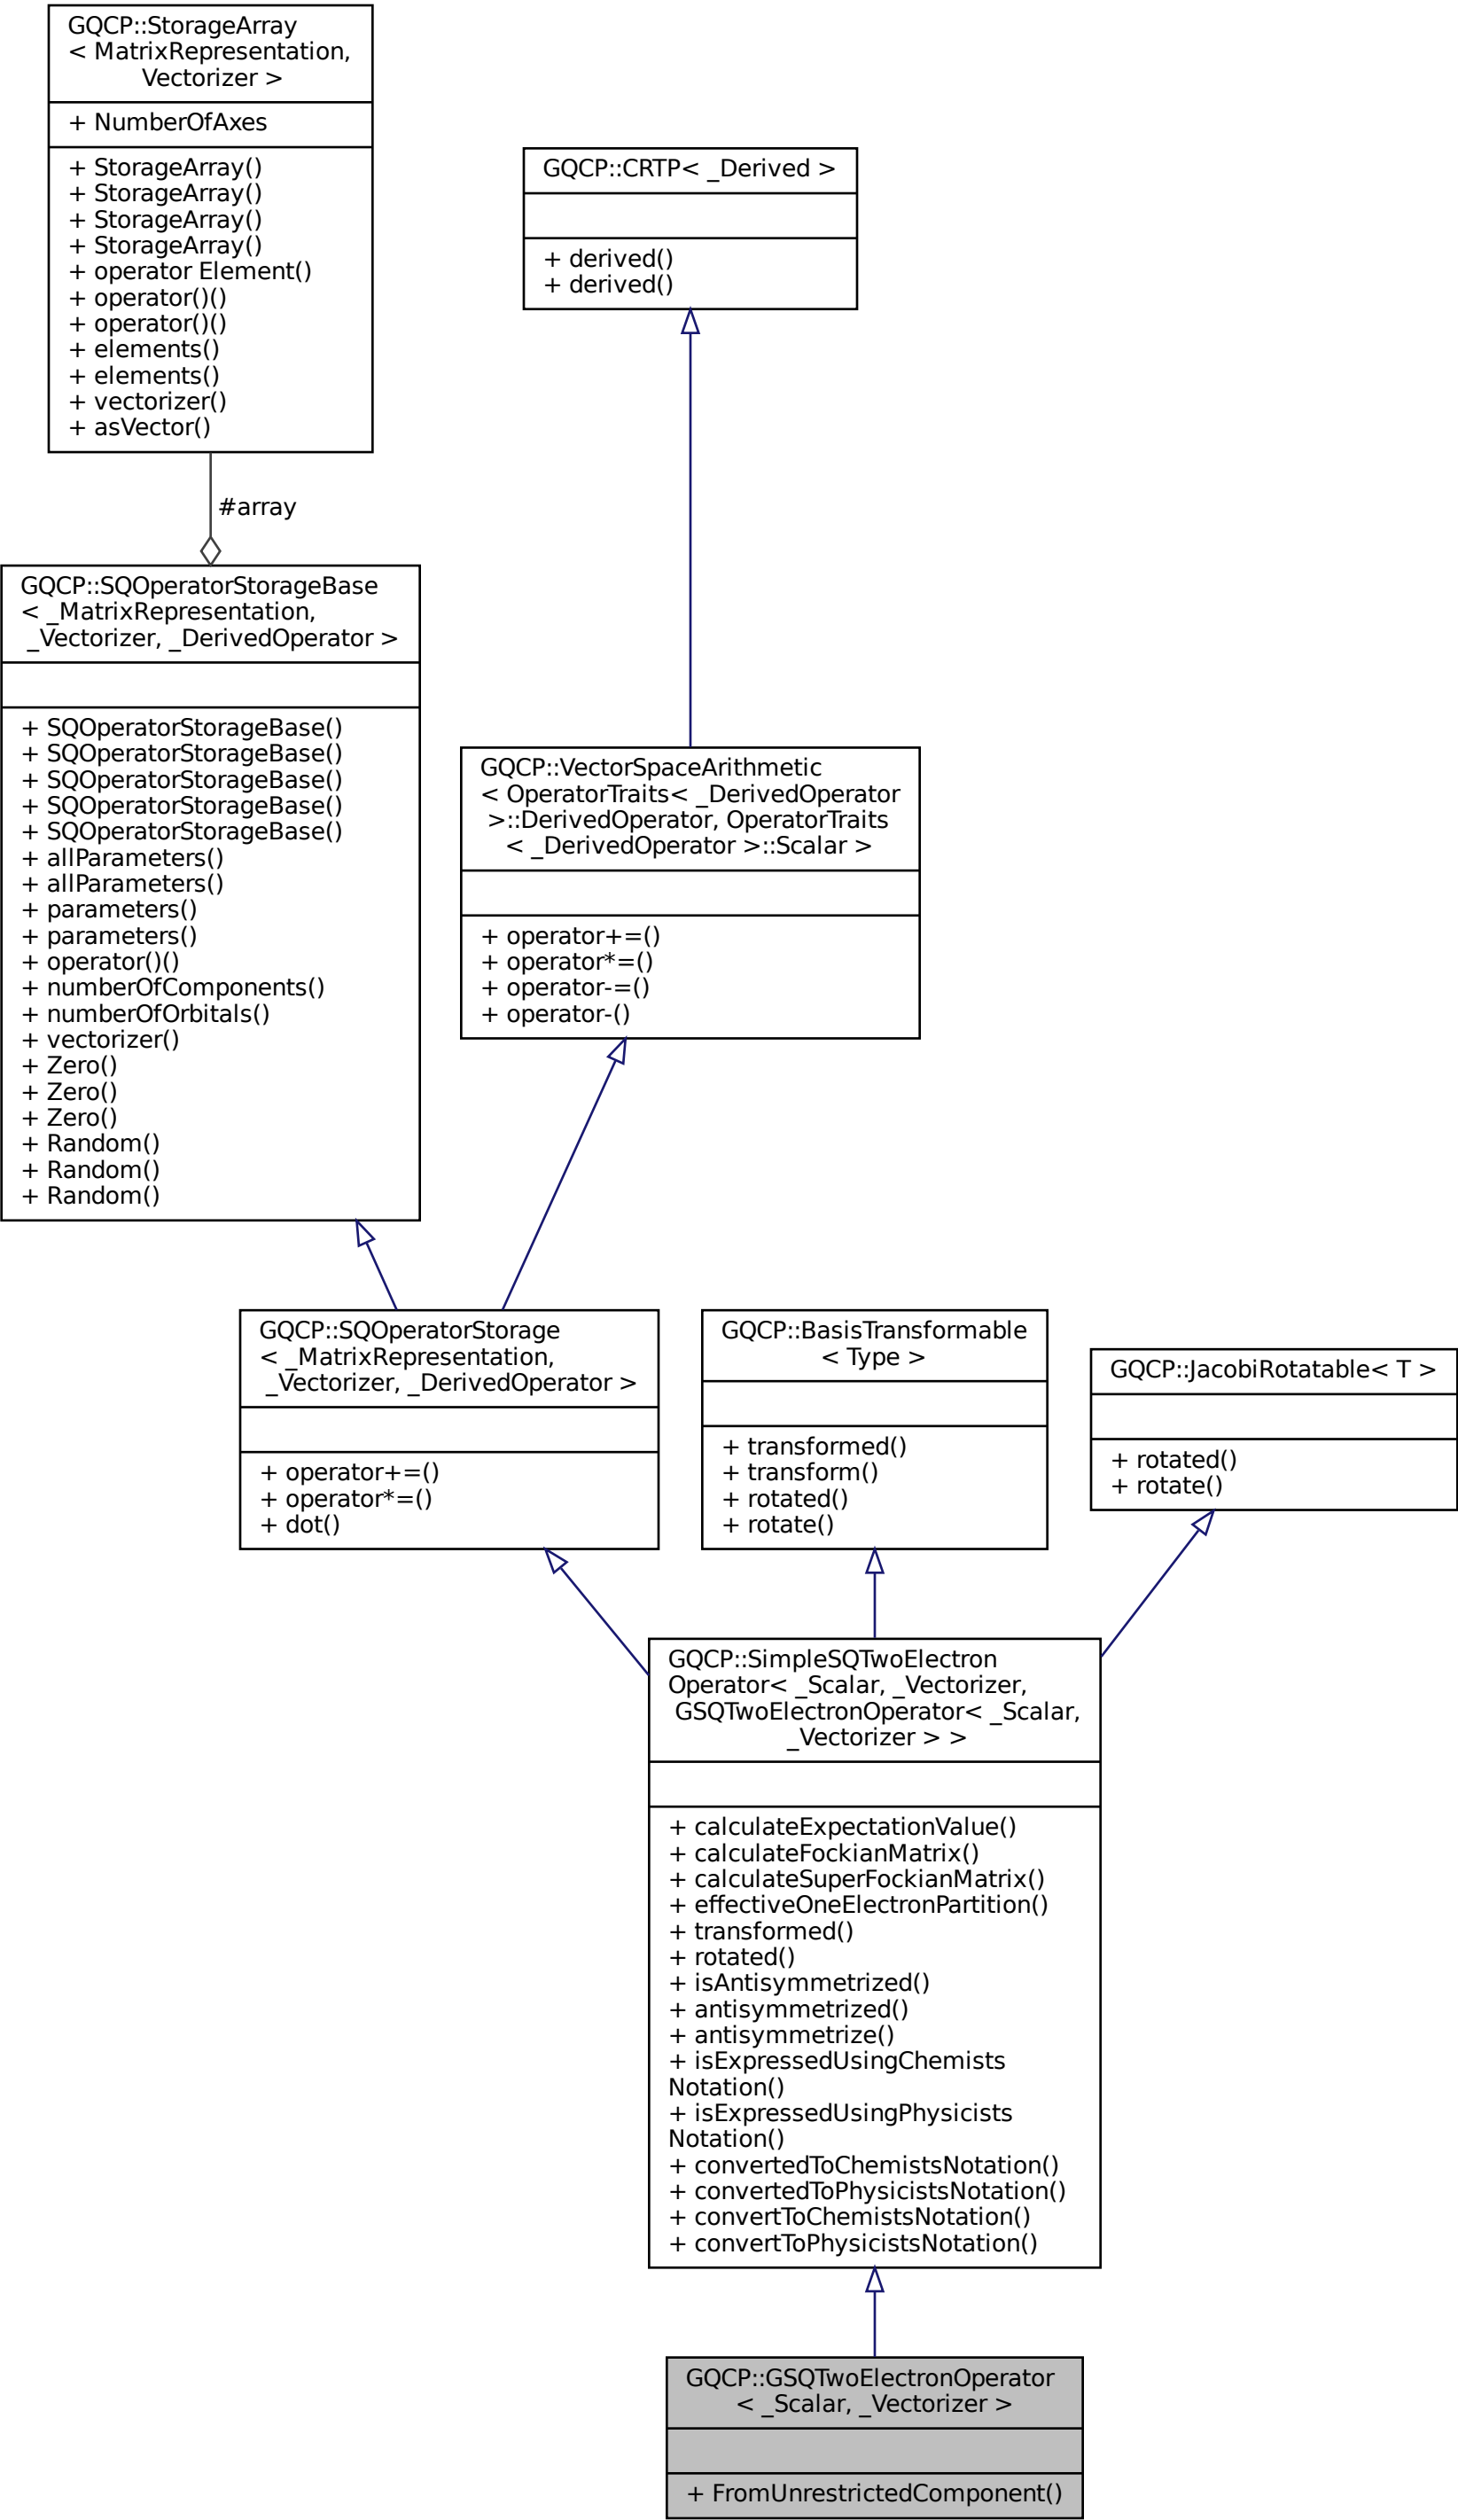 GQCP::StorageArray
< MatrixRepresentation,
Vectorizer >
+ NumberOfAxes
+ StorageArray()
+ StorageArray()
+ StorageArray()
+ StorageArray()
+ operator Element()
+ operator()()
+ operator()()
+ elements()
+ elements()
+ vectorizer()
+ asVector()
GQCP::CRTP< _Derived >
+ derived()
+ derived()
#array
GQCP::SQOperatorStorageBase
< _MatrixRepresentation,
_Vectorizer, _DerivedOperator >
+ SQOperatorStorageBase()
+ SQOperatorStorageBase()
+ SQOperatorStorageBase()
+ SQOperatorStorageBase()
+ SQOperatorStorageBase()
+ allParameters()
+ allParameters()
+ parameters()
+ parameters()
+ operator()()
+ numberOfComponents()
+ numberOfOrbitals()
+ vectorizer()
+ Zero()
+ Zero()
+ Zero()
+ Random()
+ Random()
+ Random()
GQCP::VectorSpaceArithmetic
< OperatorTraits< _DerivedOperator
>::DerivedOperator, OperatorTraits
< _DerivedOperator >::Scalar >
+ operator+=()
+ operator*=()
+ operator-=()
+ operator-()
GQCP::SQOperatorStorage
< _MatrixRepresentation,
_Vectorizer, _DerivedOperator >
+ operator+=()
+ operator*=()
+ dot()
GQCP::BasisTransformable
< Type >
+ transformed()
+ transform()
+ rotated()
+ rotate()
GQCP::JacobiRotatable< T >
+ rotated()
+ rotate()
GQCP::SimpleSQTwoElectron
Operator< _Scalar, _Vectorizer,
GSQTwoElectronOperator< _Scalar,
_Vectorizer > >
+ calculateExpectationValue()
+ calculateFockianMatrix()
+ calculateSuperFockianMatrix()
+ effectiveOneElectronPartition()
+ transformed()
+ rotated()
+ isAntisymmetrized()
+ antisymmetrized()
+ antisymmetrize()
+ isExpressedUsingChemists
Notation()
+ isExpressedUsingPhysicists
Notation()
+ convertedToChemistsNotation()
+ convertedToPhysicistsNotation()
+ convertToChemistsNotation()
+ convertToPhysicistsNotation()
GQCP::GSQTwoElectronOperator
< _Scalar, _Vectorizer >
+ FromUnrestrictedComponent()